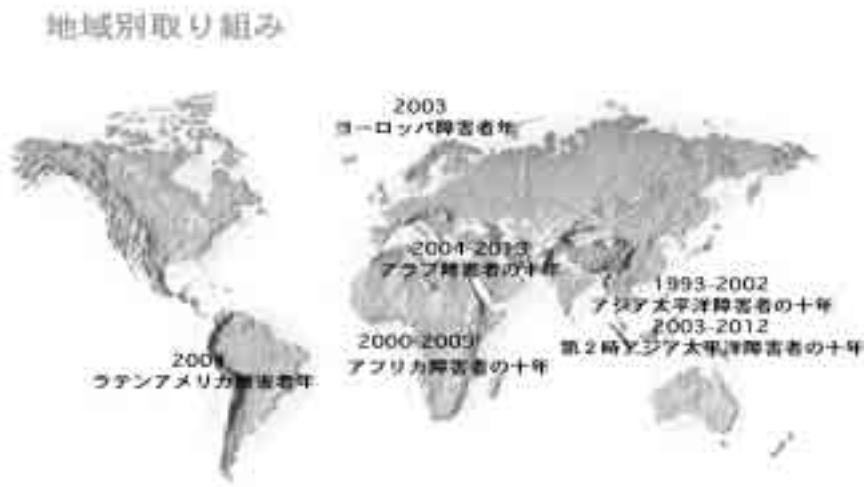 地域別取り組み
2003
ヨーロッパ障害者年
2004-2013
アラブ障害者の十年
1993-2002
アジア太平洋障害者の十年
2003-2012
第2時アジア太平洋障害者の十年
2000-2009
アフリカ障害者の十年
ラテンアメリカ障害者年